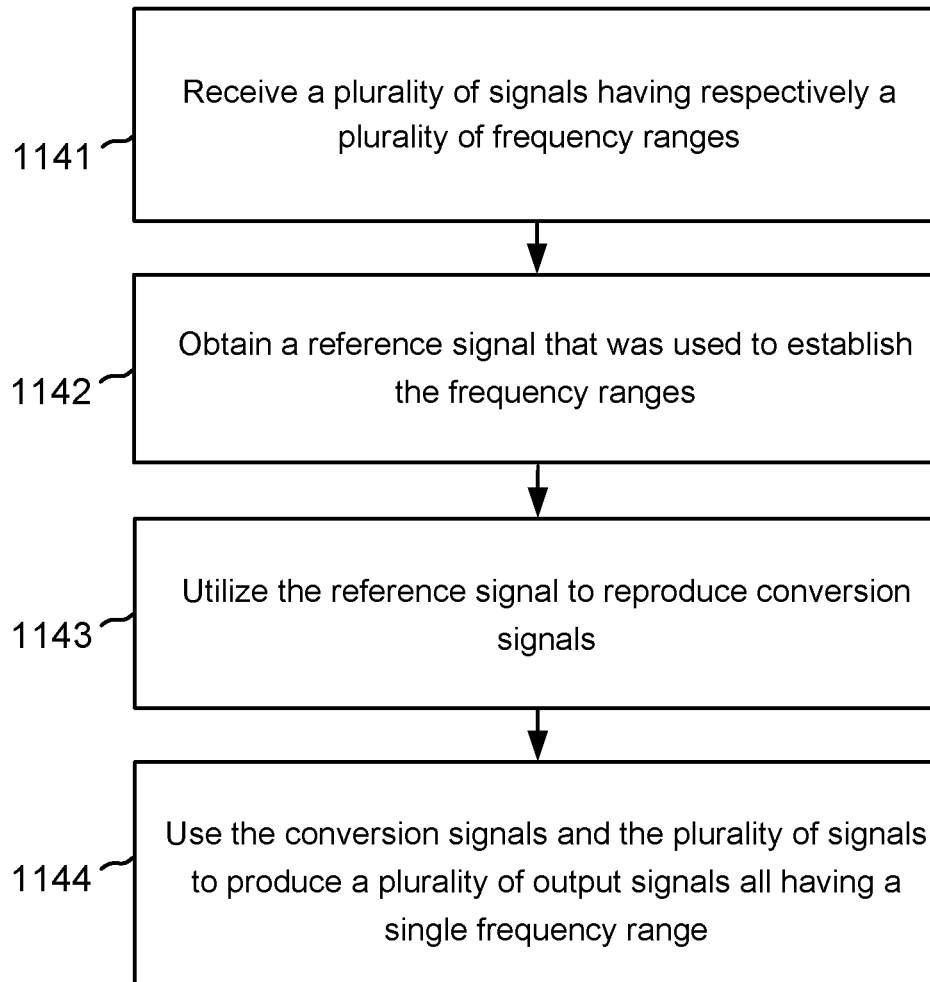 Receive a plurality of signals having respectively a
plurality of frequency ranges
1141
Obtain a reference signal that was used to establish
the frequency ranges
1142
Utilize the reference signal to reproduce conversion
signals
1143
Use the conversion signals and the plurality of signals
to produce a plurality of output signals all having a
single frequency range
1144